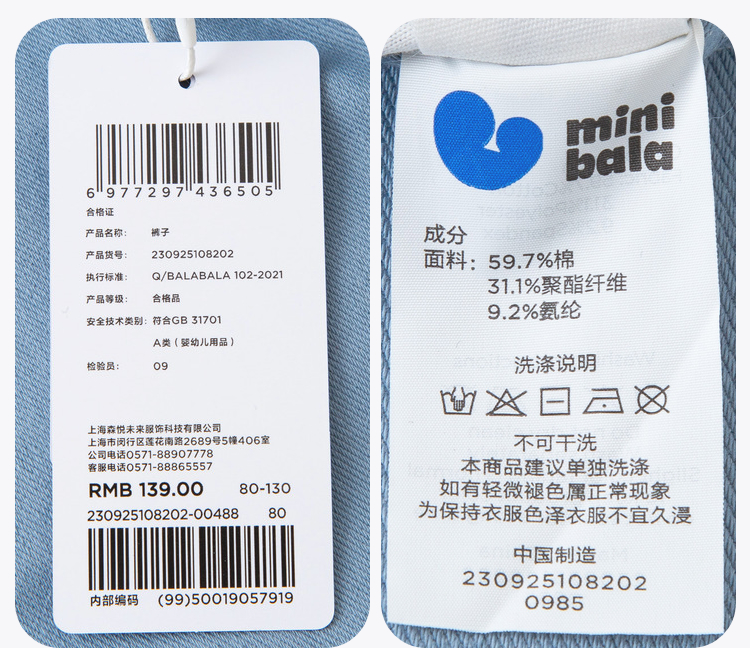 6 977297 436505
合格证
产品名称: 裤子
产品货号: 230925108202
执行标准: Q/BALABALA 102-2021
产品等级: 合格品
安全技术类别: 符合GB 31701
A类（婴幼儿用品）
检验员: 09
上海森悦未来服饰科技有限公司
上海市闵行区莲花南路2689号5幢406室
公司电话0571-88907778
客服电话0571-88865557
RMB 139.00 80-130
230925108202-00488 80
内部编码 (99)50019057919
mini
bala
成分
面料: 59.7%棉
31.1%聚酯纤维
9.2%氨纶
洗涤说明
不可干洗
本商品建议单独洗涤
如有轻微褪色属正常现象
为保持衣服色泽衣服不宜久浸
中国制造
230925108202
0985